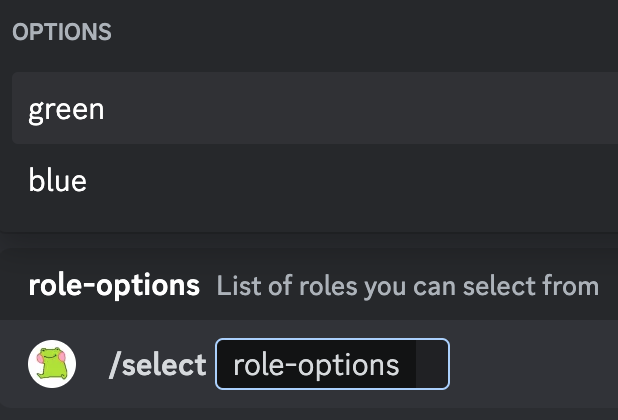 OPTIONS
green
blue
role-options List of roles you can select from
/select role-options